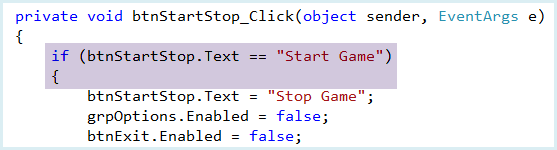 private void btnStartStop_Click(object sender, EventArgs e)
{
if (btnStartStop.Text == "Start Game")
{
btnStartStop.Text = "Stop Game";
grpOptions.Enabled = false;
btnExit.Enabled = false;